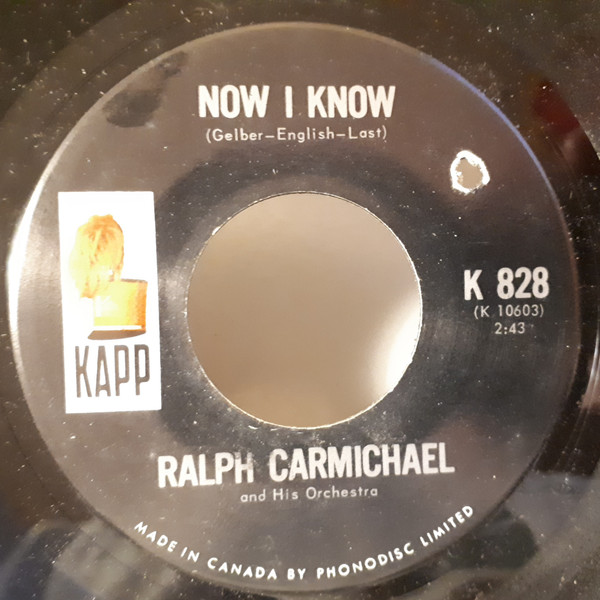 NOW I KNOW
(Gelber-English-Last)
KAPP
K 828
(K 10603)
2:43
RALPH CARMICHAEL
and His Orchestra
MADE IN CANADA BY PHONODISC LIMITED